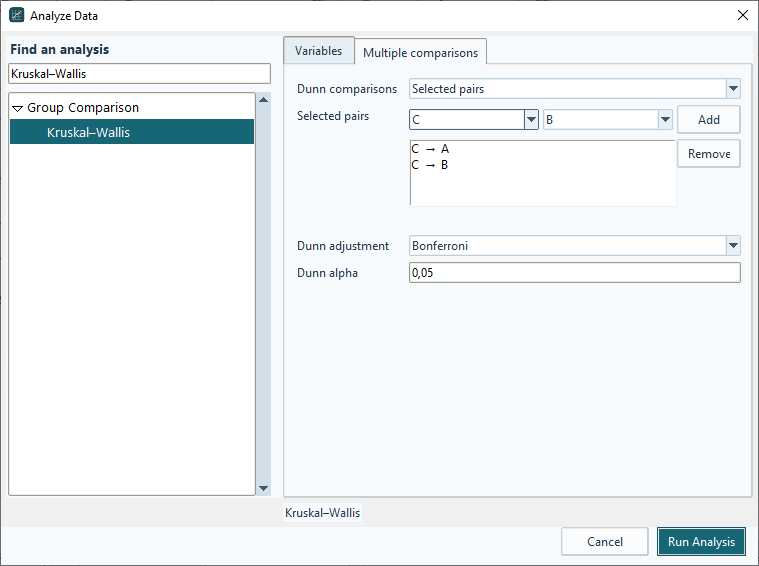 Analyze Data
Find an analysis
Kruskal–Wallis
Group Comparison
Kruskal–Wallis
Variables
Multiple comparisons
Dunn comparisons
Selected pairs
Selected pairs
C
B
Add
C → A
C → B
Remove
Dunn adjustment
Bonferroni
Dunn alpha
0,05
Kruskal–Wallis
Cancel
Run Analysis